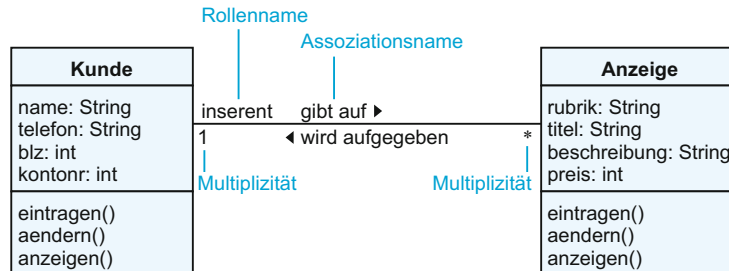 Rollenname
Assoziationsname
Kunde
name: String
telefon: String
blz: int
kontonr: int
eintragen()
aendern()
anzeigen()
inserent
gibt auf ▶
1
◀ wird aufgegeben
*
Multiplizität
Multiplizität
Anzeige
rubrik: String
titel: String
beschreibung: String
preis: int
eintragen()
aendern()
anzeigen()